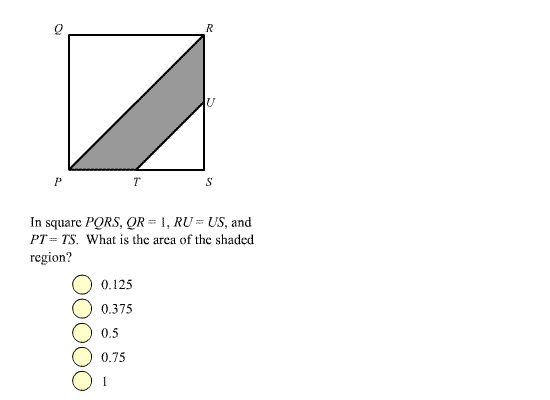 Q R
U
P T S
In square PQRS, QR = 1, RU = US, and
PT = TS. What is the area of the shaded
region?
0.125
0.375
0.5
0.75
1